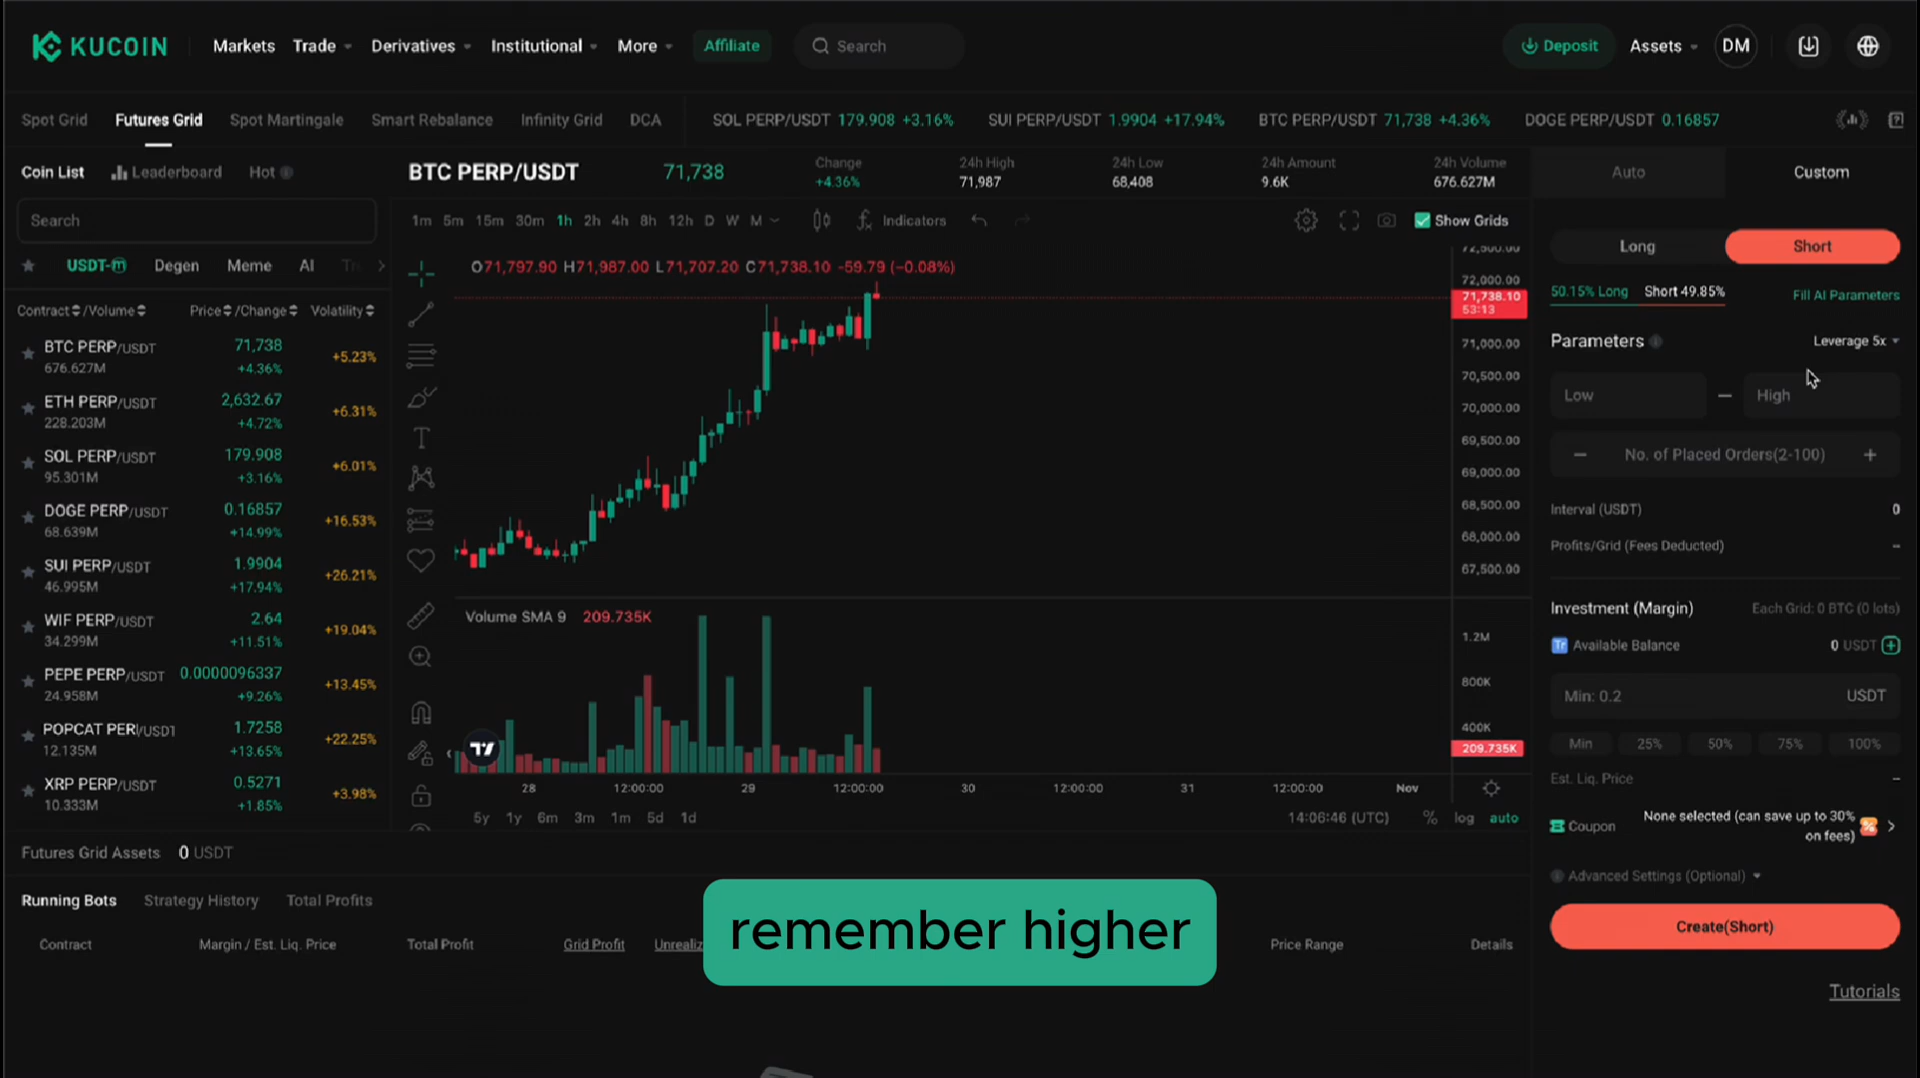 KUCOIN
Markets Trade Derivatives Institutional More Affiliate Search Deposit Assets DM
Spot Grid Futures Grid Spot Martingale Smart Rebalance Infinity Grid DCA
SOL PERP/USDT 179.908 +3.16% SUI PERP/USDT 1.9904 +17.94% BTC PERP/USDT 71,738 +4.36% DOGE PERP/USDT 0.16857
Coin List Leaderboard Hot
Search
USDT-M Degen Meme AI
Contract /Volume Price /Change Volatility
BTC PERP/USDT 71,738 +5.23%
676.627M +4.36%
ETH PERP/USDT 2,632.67 +6.31%
228.203M +4.72%
SOL PERP/USDT 179.908 +6.01%
95.301M +3.16%
DOGE PERP/USDT 0.16857 +16.53%
68.639M +14.99%
SUI PERP/USDT 1.9904 +26.21%
46.995M +17.94%
WIF PERP/USDT 2.64 +19.04%
34.299M +11.51%
PEPE PERP/USDT 0.0000096337 +13.45%
24.958M +9.26%
POPCAT PER/USDT 1.7258 +22.25%
12.135M +13.65%
XRP PERP/USDT 0.5271 +3.98%
10.333M +1.85%
BTC PERP/USDT 71,738
Change 24h High 24h Low 24h Amount 24h Volume
+4.36% 71,987 68,408 9.6K 676.627M
1m 5m 15m 30m 1h 2h 4h 8h 12h D W M Indicators Show Grids
O71,797.90 H71,987.00 L71,707.20 C71,738.10 -59.79 (-0.08%)
72,500.00
72,000.00
71,738.10
53:13
71,000.00
70,500.00
70,000.00
69,500.00
69,000.00
68,500.00
68,000.00
67,500.00
Volume SMA 9 209.735K
1.2M
800K
400K
209.735K
28 12:00:00 29 12:00:00 30 12:00:00 31 12:00:00 Nov
5y 1y 6m 3m 1m 5d 1d 14:06:46 (UTC) % log auto
Auto Custom
Long Short
50.15% Long Short 49.85% Fill AI Parameters
Parameters Leverage 5x
Low — High
No. of Placed Orders(2-100)
Interval (USDT) 0
Profits/Grid (Fees Deducted) --
Investment (Margin) Each Grid: 0 BTC (0 lots)
Tr Available Balance 0 USDT
Min: 0.2 USDT
Min 25% 50% 75% 100%
Est. Liq. Price --
Coupon None selected (can save up to 30%
on fees)
Advanced Settings (Optional)
Create(Short)
Tutorials
Futures Grid Assets 0 USDT
Running Bots Strategy History Total Profits
Contract Margin / Est. Liq. Price Total Profit Grid Profit Price Range Details
remember higher